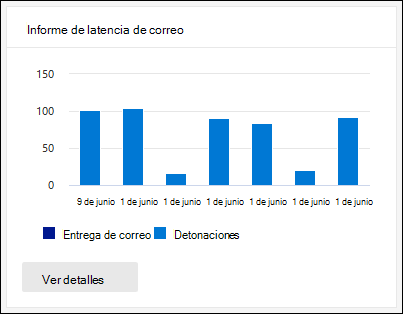 Informe de latencia de correo
150
100
50
0
9 de junio 1 de junio 1 de junio 1 de junio 1 de junio 1 de junio 1 de junio
Entrega de correo Detonaciones
Ver detalles